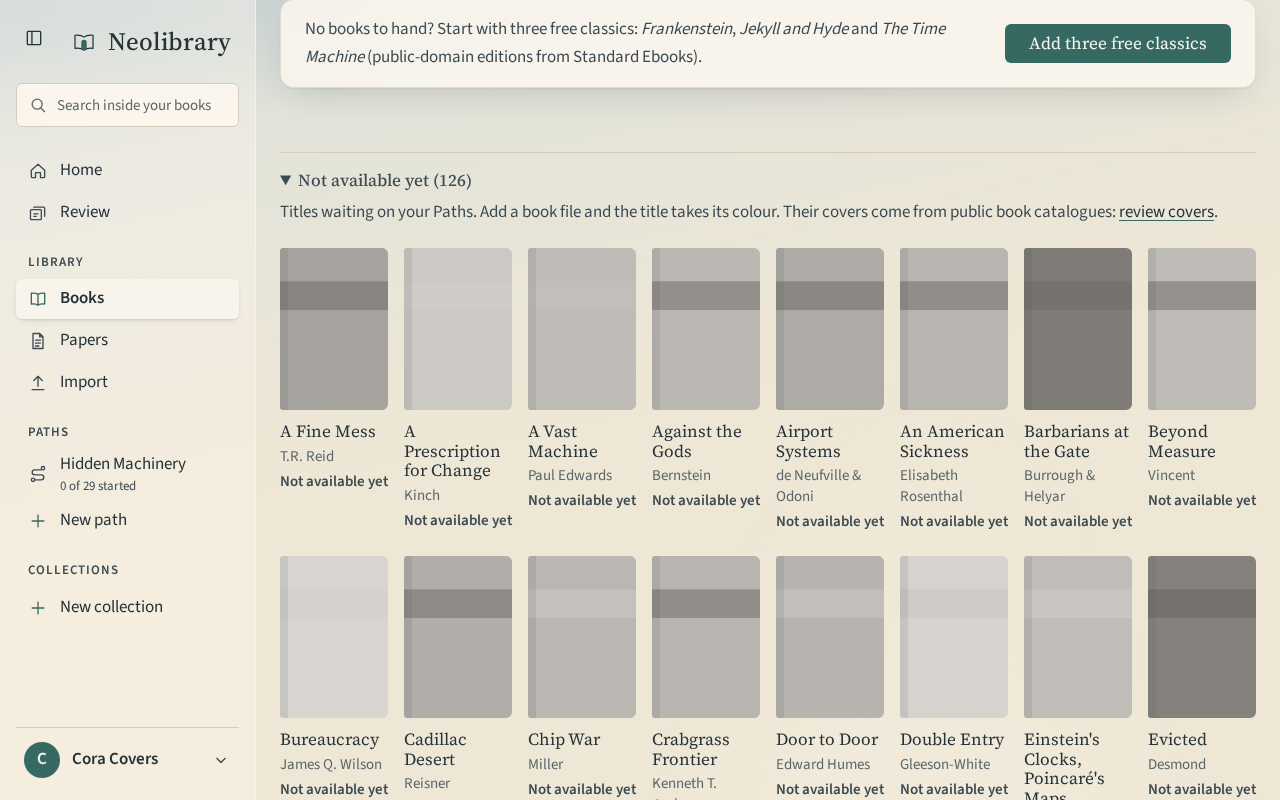 Neolibrary
Search inside your books
Home
Review
LIBRARY
Books
Papers
Import
PATHS
Hidden Machinery
0 of 29 started
New path
COLLECTIONS
New collection
C
Cora Covers
No books to hand? Start with three free classics: Frankenstein, Jekyll and Hyde and The Time
Machine (public-domain editions from Standard Ebooks).
Add three free classics
Not available yet (126)
Titles waiting on your Paths. Add a book file and the title takes its colour. Their covers come from public book catalogues: review covers.
A Fine Mess
T.R. Reid
Not available yet
A
Prescription
for Change
Kinch
Not available yet
A Vast
Machine
Paul Edwards
Not available yet
Against the
Gods
Bernstein
Not available yet
Airport
Systems
de Neufville &
Odoni
Not available yet
An American
Sickness
Elisabeth
Rosenthal
Not available yet
Barbarians at
the Gate
Burrough &
Helyar
Not available yet
Beyond
Measure
Vincent
Not available yet
Bureaucracy
James Q. Wilson
Not available yet
Cadillac
Desert
Reisner
Chip War
Miller
Not available yet
Crabgrass
Frontier
Kenneth T.
Door to Door
Edward Humes
Not available yet
Double Entry
Gleeson-White
Not available yet
Einstein's
Clocks,
Poincaré's
Maps
Evicted
Desmond
Not available yet